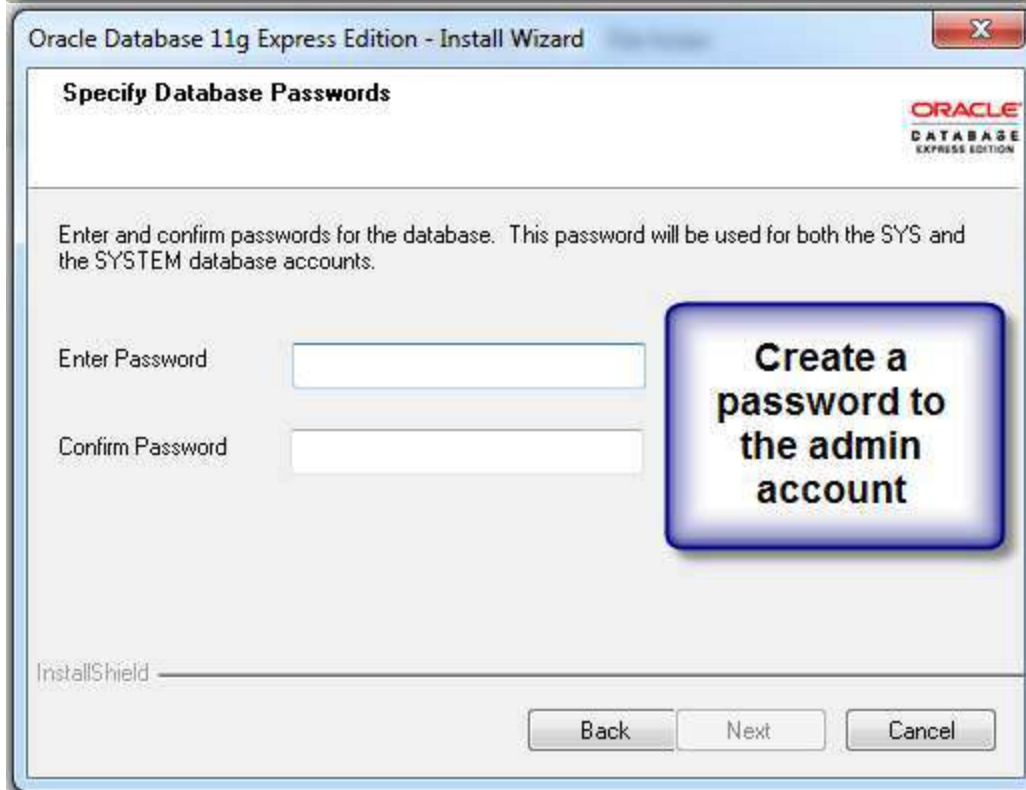 Oracle Database 11g Express Edition - Install Wizard
X
Specify Database Passwords
ORACLE
DATABASE
EXPRESS EDITION
Enter and confirm passwords for the database.  This password will be used for both the SYS and
the SYSTEM database accounts.
Enter Password
Confirm Password
Create a
password to
the admin
account
InstallShield
Back
Next
Cancel